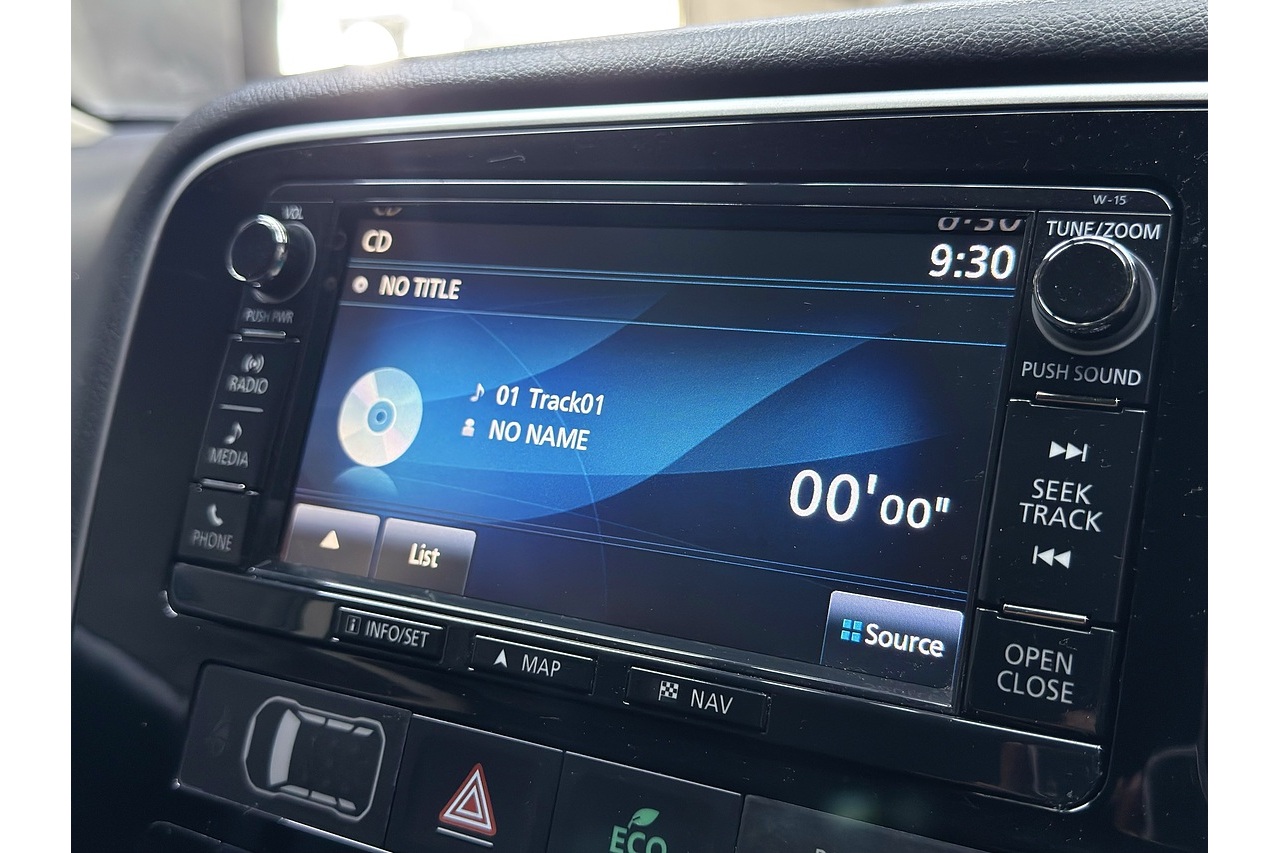 W-15
VOL
PUSH PWR
RADIO
MEDIA
PHONE
CD
9:30
NO TITLE
01 Track01
NO NAME
00'00"
List
Source
TUNE/ZOOM
PUSH SOUND
SEEK
TRACK
OPEN
CLOSE
INFO/SET
MAP
NAV
ECO